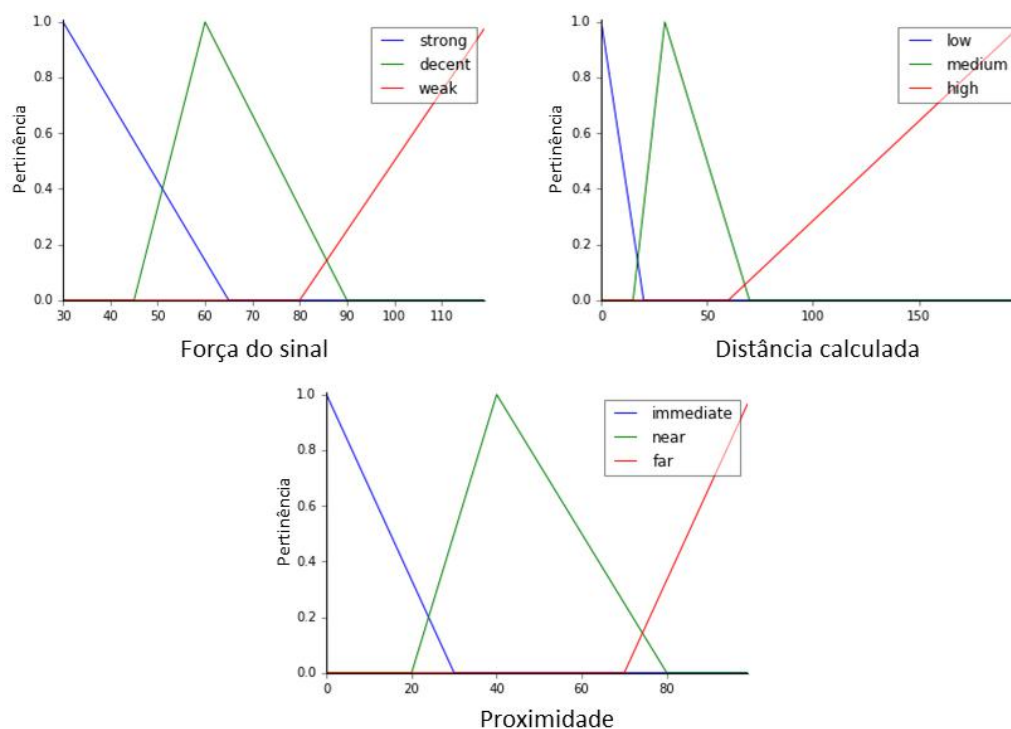 1.0
0.8
0.6
0.4
0.2
0.0
Pertinência
strong
decent
weak
30 40 50 60 70 80 90 100 110
Força do sinal
1.0
0.8
0.6
0.4
0.2
0.0
Pertinência
low
medium
high
0 50 100 150
Distância calculada
1.0
0.8
0.6
0.4
0.2
0.0
Pertinência
immediate
near
far
0 20 40 60 80
Proximidade